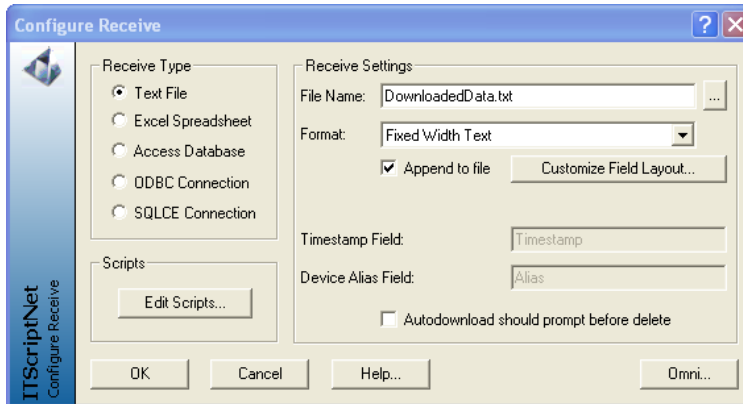 Configure Receive
Receive Type
Text File
Excel Spreadsheet
Access Database
ODBC Connection
SQLCE Connection
Scripts
Edit Scripts...
Receive Settings
File Name: DownloadedData.txt ...
Format: Fixed Width Text
Append to file Customize Field Layout...
Timestamp Field: Timestamp
Device Alias Field: Alias
Autodownload should prompt before delete
OK Cancel Help... Omni...
ITScriptNet
Configure Receive